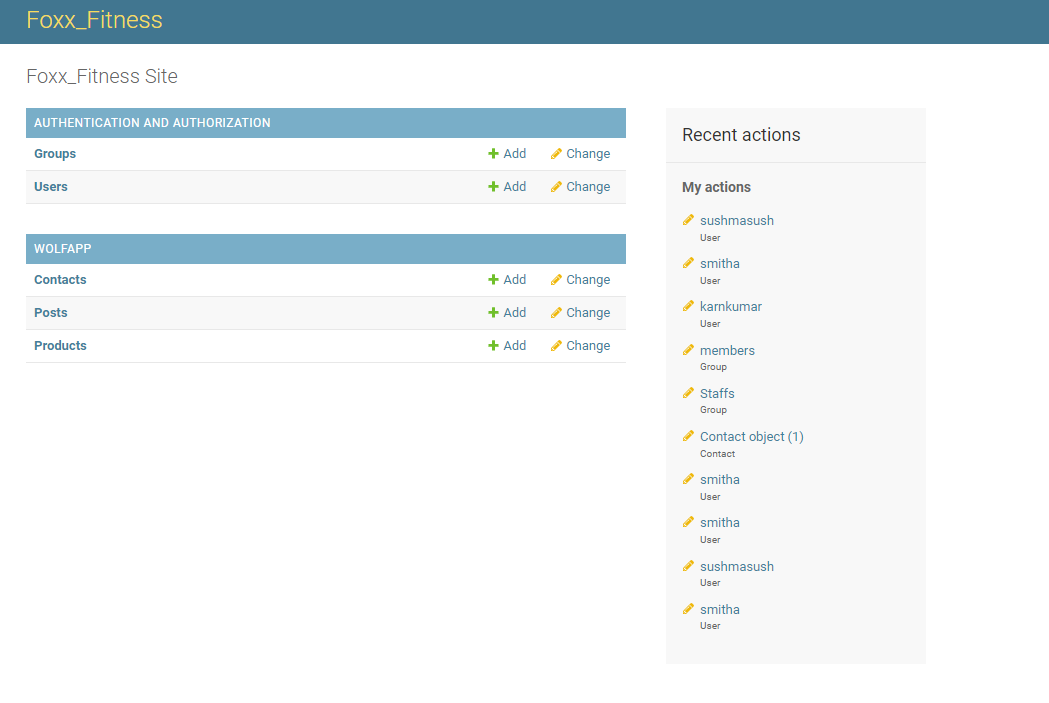 Foxx_Fitness
Foxx_Fitness Site
AUTHENTICATION AND AUTHORIZATION
Groups Add Change
Users Add Change
WOLFAPP
Contacts Add Change
Posts Add Change
Products Add Change
Recent actions
My actions
sushmasush
User
smitha
User
karnkumar
User
members
Group
Staffs
Group
Contact object (1)
Contact
smitha
User
smitha
User
sushmasush
User
smitha
User